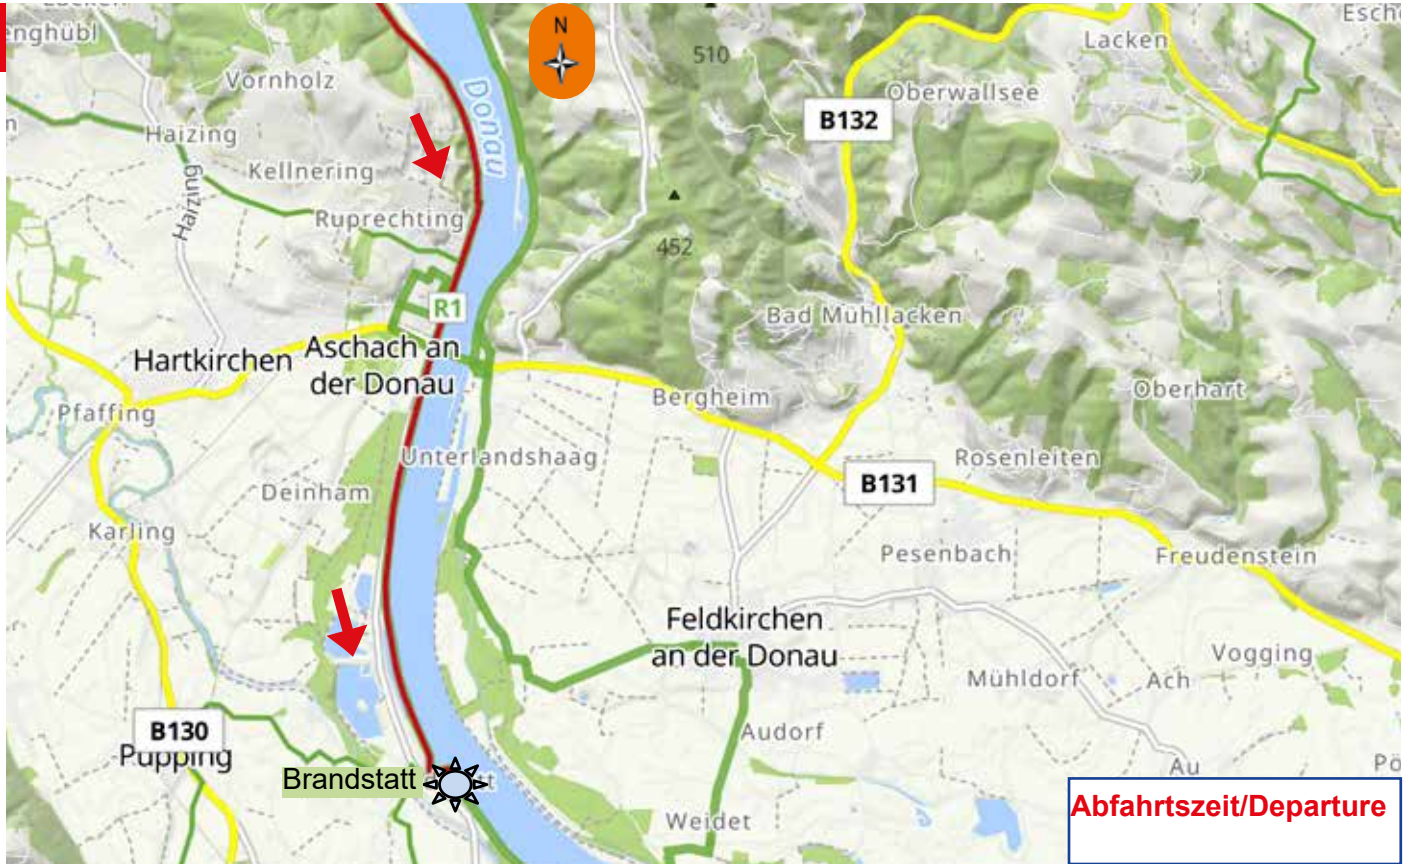 enghübl
Vornholz
Haizing
Haizing
Kellnering
Ruprechting
Donau
N
510
452
B132
Oberwallsee
Lacken
Bad Mühllacken
R1
Hartkirchen
Aschach an
der Donau
Pfaffing
Bergheim
Oberhart
Unterlandshaag
Deinham
Rosenleiten
B131
Karling
Pesenbach
Freudenstein
Feldkirchen
an der Donau
Vogging
Mühldorf
Ach
B130
Pupping
Audorf
Au
Brandstatt
tt
Weidet
Abfahrtszeit/Departure